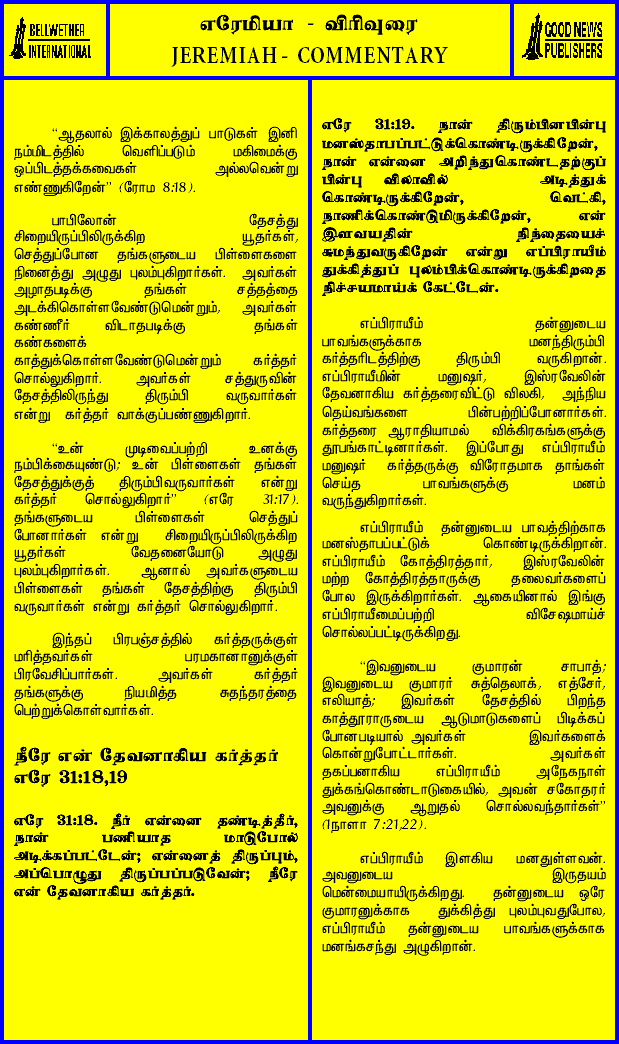 BELLWETHER
INTERNATIONAL
எரேமியா - விரிவுரை
JEREMIAH - COMMENTARY
GOOD NEWS
PUBLISHERS
“ஆதலால் இக்காலத்துப் பாடுகள் இனி
நம்மிடத்தில் வெளிப்படும் மகிமைக்கு
ஒப்பிடத்தக்கவைகள் அல்லவென்று
எண்ணுகிறேன்” (ரோம 8:18).
பாபிலோன் தேசத்து
சிறையிருப்பிலிருக்கிற யூதர்கள்,
செத்துப்போன தங்களுடைய பிள்ளைகளை
நினைத்து அழுது புலம்புகிறார்கள். அவர்கள்
அழாதபடிக்கு தங்கள் சத்தத்தை
அடக்கிகொள்ளவேண்டுமென்றும், அவர்கள்
கண்ணீர் விடாதபடிக்கு தங்கள்
கண்களைக்
காத்துக்கொள்ளவேண்டுமென்றும் கர்த்தர்
சொல்லுகிறார். அவர்கள் சத்துருவின்
தேசத்திலிருந்து திரும்பி வருவார்கள்
என்று கர்த்தர் வாக்குப்பண்ணுகிறார்.
“உன் முடிவைப்பற்றி உனக்கு
நம்பிக்கையுண்டு; உன் பிள்ளைகள் தங்கள்
தேசத்துக்குத் திரும்பிவருவார்கள் என்று
கர்த்தர் சொல்லுகிறார்” (எரே 31:17).
தங்களுடைய பிள்ளைகள் செத்துப்
போனார்கள் என்று சிறையிருப்பிலிருக்கிற
யூதர்கள் வேதனையோடு அழுது
புலம்புகிறார்கள். ஆனால் அவர்களுடைய
பிள்ளைகள் தங்கள் தேசத்திற்கு திரும்பி
வருவார்கள் என்று கர்த்தர் சொல்லுகிறார்.
இந்தப் பிரபஞ்சத்தில் கர்த்தருக்குள்
மரித்தவர்கள் பரமகானானுக்குள்
பிரவேசிப்பார்கள். அவர்கள் கர்த்தர்
தங்களுக்கு நியமித்த சுதந்தரத்தை
பெற்றுக்கொள்வார்கள்.
நீரே என் தேவனாகிய கர்த்தர்
எரே 31:18,19
எரே 31:18. நீர் என்னை தண்டித்தீர்,
நான் பணியாத மாடுபோல்
அடிக்கப்பட்டேன்; என்னைத் திருப்பும்,
அப்பொழுது திருப்பப்படுவேன்; நீரே
என் தேவனாகிய கர்த்தர்.
எரே 31:19. நான் திரும்பினபின்பு
மனஸ்தாபப்பட்டுக்கொண்டிருக்கிறேன்,
நான் என்னை அறிந்துகொண்டதற்குப்
பின்பு விலாவில் அடித்துக்
கொண்டிருக்கிறேன், வெட்கி,
நாணிக்கொண்டுமிருக்கிறேன், என்
இளவயதின் நிந்தையைச்
சுமந்துவருகிறேன் என்று எப்பிராயீம்
துக்கித்துப் புலம்பிக்கொண்டிருக்கிறதை
நிச்சயமாய்க் கேட்டேன்.
எப்பிராயீம் தன்னுடைய
பாவங்களுக்காக மனந்திரும்பி
கர்த்தரிடத்திற்கு திரும்பி வருகிறான்.
எப்பிராயீமின் மனுஷர், இஸ்ரவேலின்
தேவனாகிய கர்த்தரைவிட்டு விலகி, அந்நிய
தெய்வங்களை பின்பற்றிப்போனார்கள்.
கர்த்தரை ஆராதியாமல் விக்கிரகங்களுக்கு
தூபங்காட்டினார்கள். இப்போது எப்பிராயீம்
மனுஷர் கர்த்தருக்கு விரோதமாக தாங்கள்
செய்த பாவங்களுக்கு மனம்
வருந்துகிறார்கள்.
எப்பிராயீம் தன்னுடைய பாவத்திற்காக
மனஸ்தாபப்பட்டுக் கொண்டிருக்கிறான்.
எப்பிராயீம் கோத்திரத்தார், இஸ்ரவேலின்
மற்ற கோத்திரத்தாருக்கு தலைவர்களைப்
போல இருக்கிறார்கள். ஆகையினால் இங்கு
எப்பிராயீமைப்பற்றி விசேஷமாய்ச்
சொல்லப்பட்டிருக்கிறது.
“இவனுடைய குமாரன் சாபாத்;
இவனுடைய குமாரர் சுத்தெலாக், எத்சேர்,
எலியாத்; இவர்கள் தேசத்தில் பிறந்த
காத்தூராருடைய ஆடுமாடுகளைப் பிடிக்கப்
போனபடியால் அவர்கள் இவர்களைக்
கொன்றுபோட்டார்கள். அவர்கள்
தகப்பனாகிய எப்பிராயீம் அநேகநாள்
துக்கங்கொண்டாடுகையில், அவன் சகோதரர்
அவனுக்கு ஆறுதல் சொல்லவந்தார்கள்”
(1நாளா 7:21,22).
எப்பிராயீம் இளகிய மனதுள்ளவன்.
அவனுடைய இருதயம்
மென்மையாயிருக்கிறது. தன்னுடைய ஒரே
குமாரனுக்காக துக்கித்து புலம்புவதுபோல,
எப்பிராயீம் தன்னுடைய பாவங்களுக்காக
மனங்கசந்து அழுகிறான்.